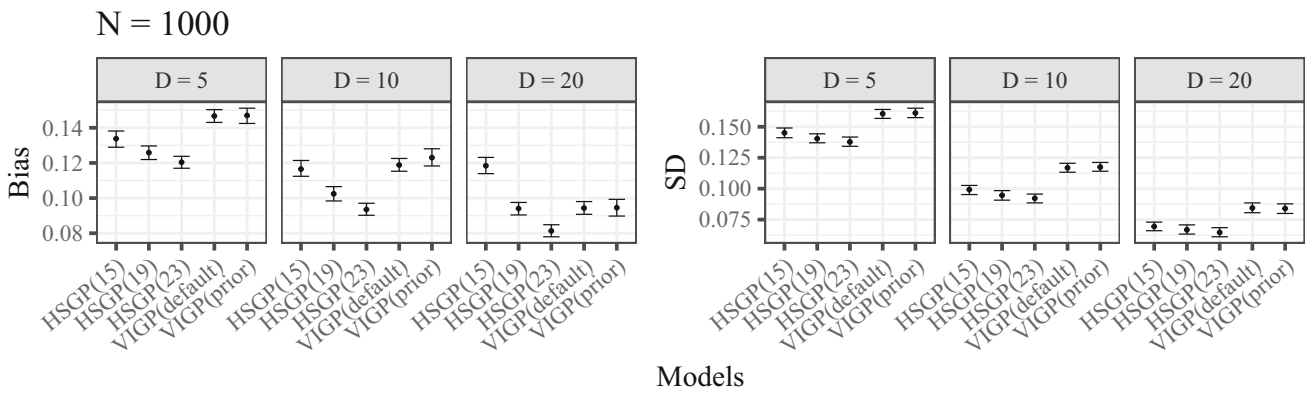 N = 1000
D = 5
D = 10
D = 20
D = 5
D = 10
D = 20
Bias
0.14
0.12
0.10
0.08
SD
0.150
0.125
0.100
0.075
HSGP(15)
HSGP(19)
HSGP(23)
VIGP(default)
VIGP(prior)
HSGP(15)
HSGP(19)
HSGP(23)
VIGP(default)
VIGP(prior)
HSGP(15)
HSGP(19)
HSGP(23)
VIGP(default)
VIGP(prior)
HSGP(15)
HSGP(19)
HSGP(23)
VIGP(default)
VIGP(prior)
HSGP(15)
HSGP(19)
HSGP(23)
VIGP(default)
VIGP(prior)
HSGP(15)
HSGP(19)
HSGP(23)
VIGP(default)
VIGP(prior)
Models